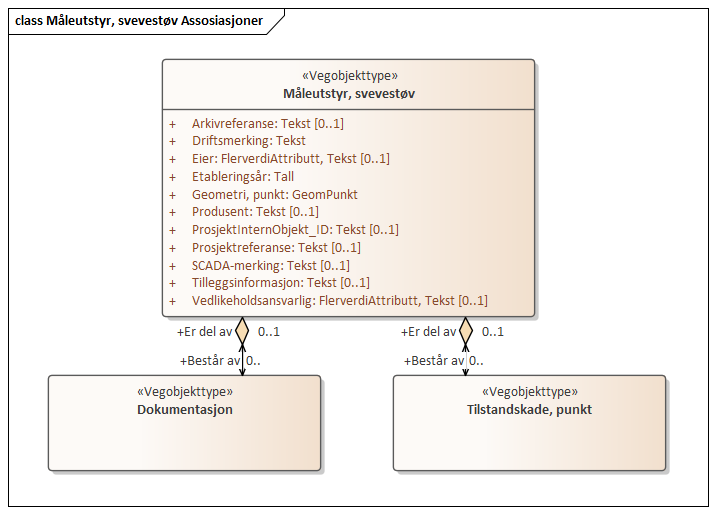 class Måleutstyr, svevestøv Assosiasjoner
«Vegobjekttype»
Måleutstyr, svevestøv
+ Arkivreferanse: Tekst [0..1]
+ Driftsmerking: Tekst
+ Eier: FlerverdiAttributt, Tekst [0..1]
+ Etableringsår: Tall
+ Geometri, punkt: GeomPunkt
+ Produsent: Tekst [0..1]
+ ProsjektInternObjekt_ID: Tekst [0..1]
+ Prosjektreferanse: Tekst [0..1]
+ SCADA-merking: Tekst [0..1]
+ Tilleggsinformasjon: Tekst [0..1]
+ Vedlikeholdsansvarlig: FlerverdiAttributt, Tekst [0..1]
+Er del av 0..1
+Består av 0..
+Er del av 0..1
+Består av 0..
«Vegobjekttype»
Dokumentasjon
«Vegobjekttype»
Tilstandskade, punkt